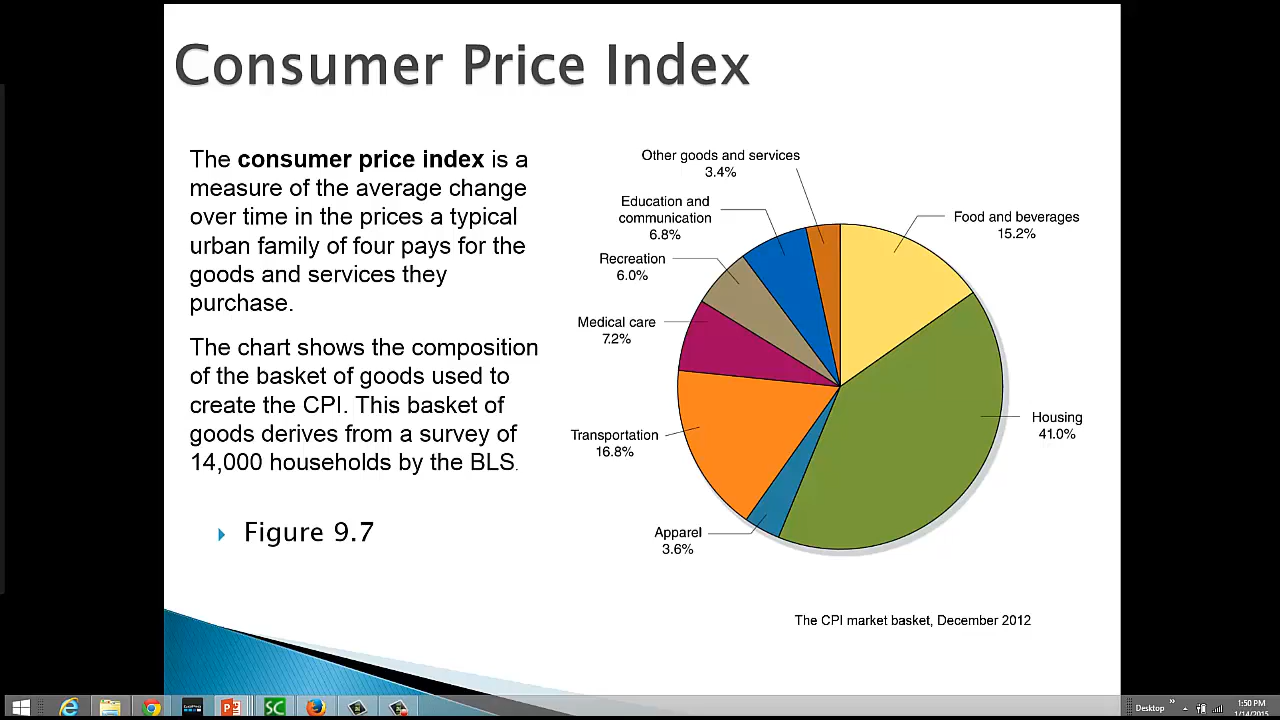 Consumer Price Index
The consumer price index is a
measure of the average change
over time in the prices a typical
urban family of four pays for the
goods and services they
purchase.
The chart shows the composition
of the basket of goods used to
create the CPI. This basket of
goods derives from a survey of
14,000 households by the BLS.
Figure 9.7
Other goods and services
3.4%
Education and
communication
6.8%
Recreation
6.0%
Medical care
7.2%
Transportation
16.8%
Apparel
3.6%
Food and beverages
15.2%
Housing
41.0%
The CPI market basket, December 2012
SC
Desktop
1:50 PM
1/14/2015